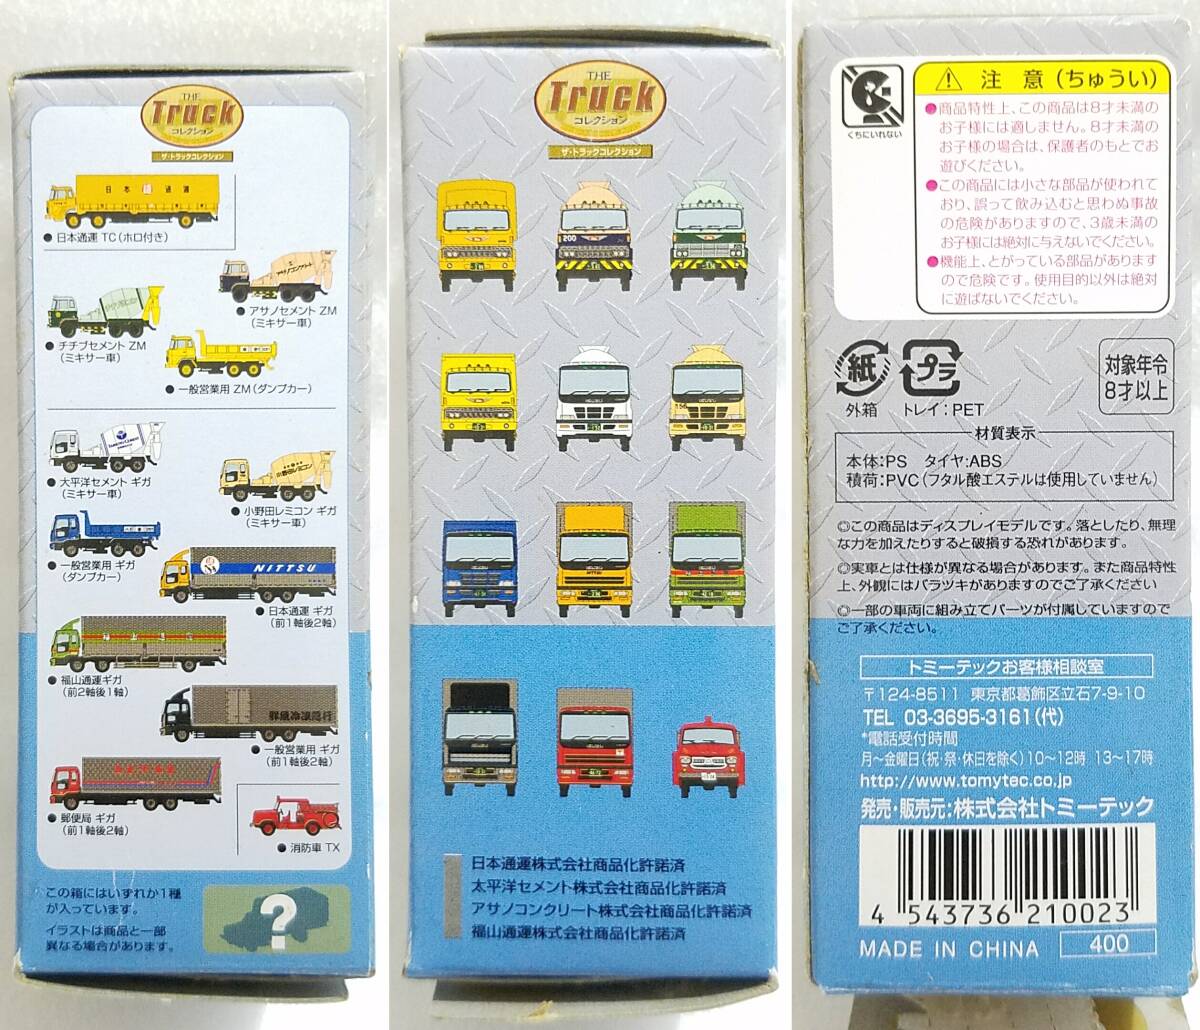 THE
Truck
コレクション
ザ・トラックコレクション
日本通運
● 日本通運 TC(ホロ付き)
● アサノセメント ZM
(ミキサー車)
● チチブセメント ZM
(ミキサー車)
● 一般営業用 ZM(ダンプカー)
● 太平洋セメント ギガ
(ミキサー車)
小野田レミコン
● 小野田レミコン ギガ
(ミキサー車)
● 一般営業用 ギガ
(ダンプカー)
NITTSU
● 日本通運 ギガ
(前1軸後2軸)
● 福山通運ギガ
(前2軸後1軸)
● 一般営業用 ギガ
(前1軸後2軸)
● 郵便局 ギガ
(前1軸後2軸)
● 消防車 TX
この箱にはいずれか1種
が入っています。
イラストは商品と一部
異なる場合があります。
?
THE
Truck
コレクション
ザ・トラックコレクション
200
日本通運株式会社商品化許諾済
太平洋セメント株式会社商品化許諾済
アサノコンクリート株式会社商品化許諾済
福山通運株式会社商品化許諾済
くちにいれない
注 意(ちゅうい)
●商品特性上、この商品は8才未満の
お子様には適しません。8才未満の
お子様の場合は、保護者のもとでお
遊びください。
●この商品には小さな部品が使われて
おり、誤って飲み込むと思わぬ事故
の危険がありますので、3歳未満の
お子様には絶対に与えないでください。
●機能上、とがっている部品があります
ので危険です。使用目的以外は絶対
に遊ばないでください。
紙
外箱
プラ
トレイ:PET
対象年令
8才以上
材質表示
本体:PS タイヤ:ABS
積荷:PVC(フタル酸エステルは使用していません)
◎この商品はディスプレイモデルです。落としたり、無理
な力を加えたりすると破損する恐れがあります。
◎実車とは仕様が異なる場合があります。また商品特性
上、外観にはバラツキがありますのでご了承ください
◎一部の車両に組み立てパーツが付属していますので
ご了承ください。
トミーテックお客様相談室
〒124-8511 東京都葛飾区立石7-9-10
TEL 03-3695-3161(代)
*電話受付時間
月〜金曜日(祝・祭・休日を除く)10〜12時 13〜17時
http://www.tomytec.co.jp
発売・販売元:株式会社トミーテック
4 543736 210023
MADE IN CHINA
400